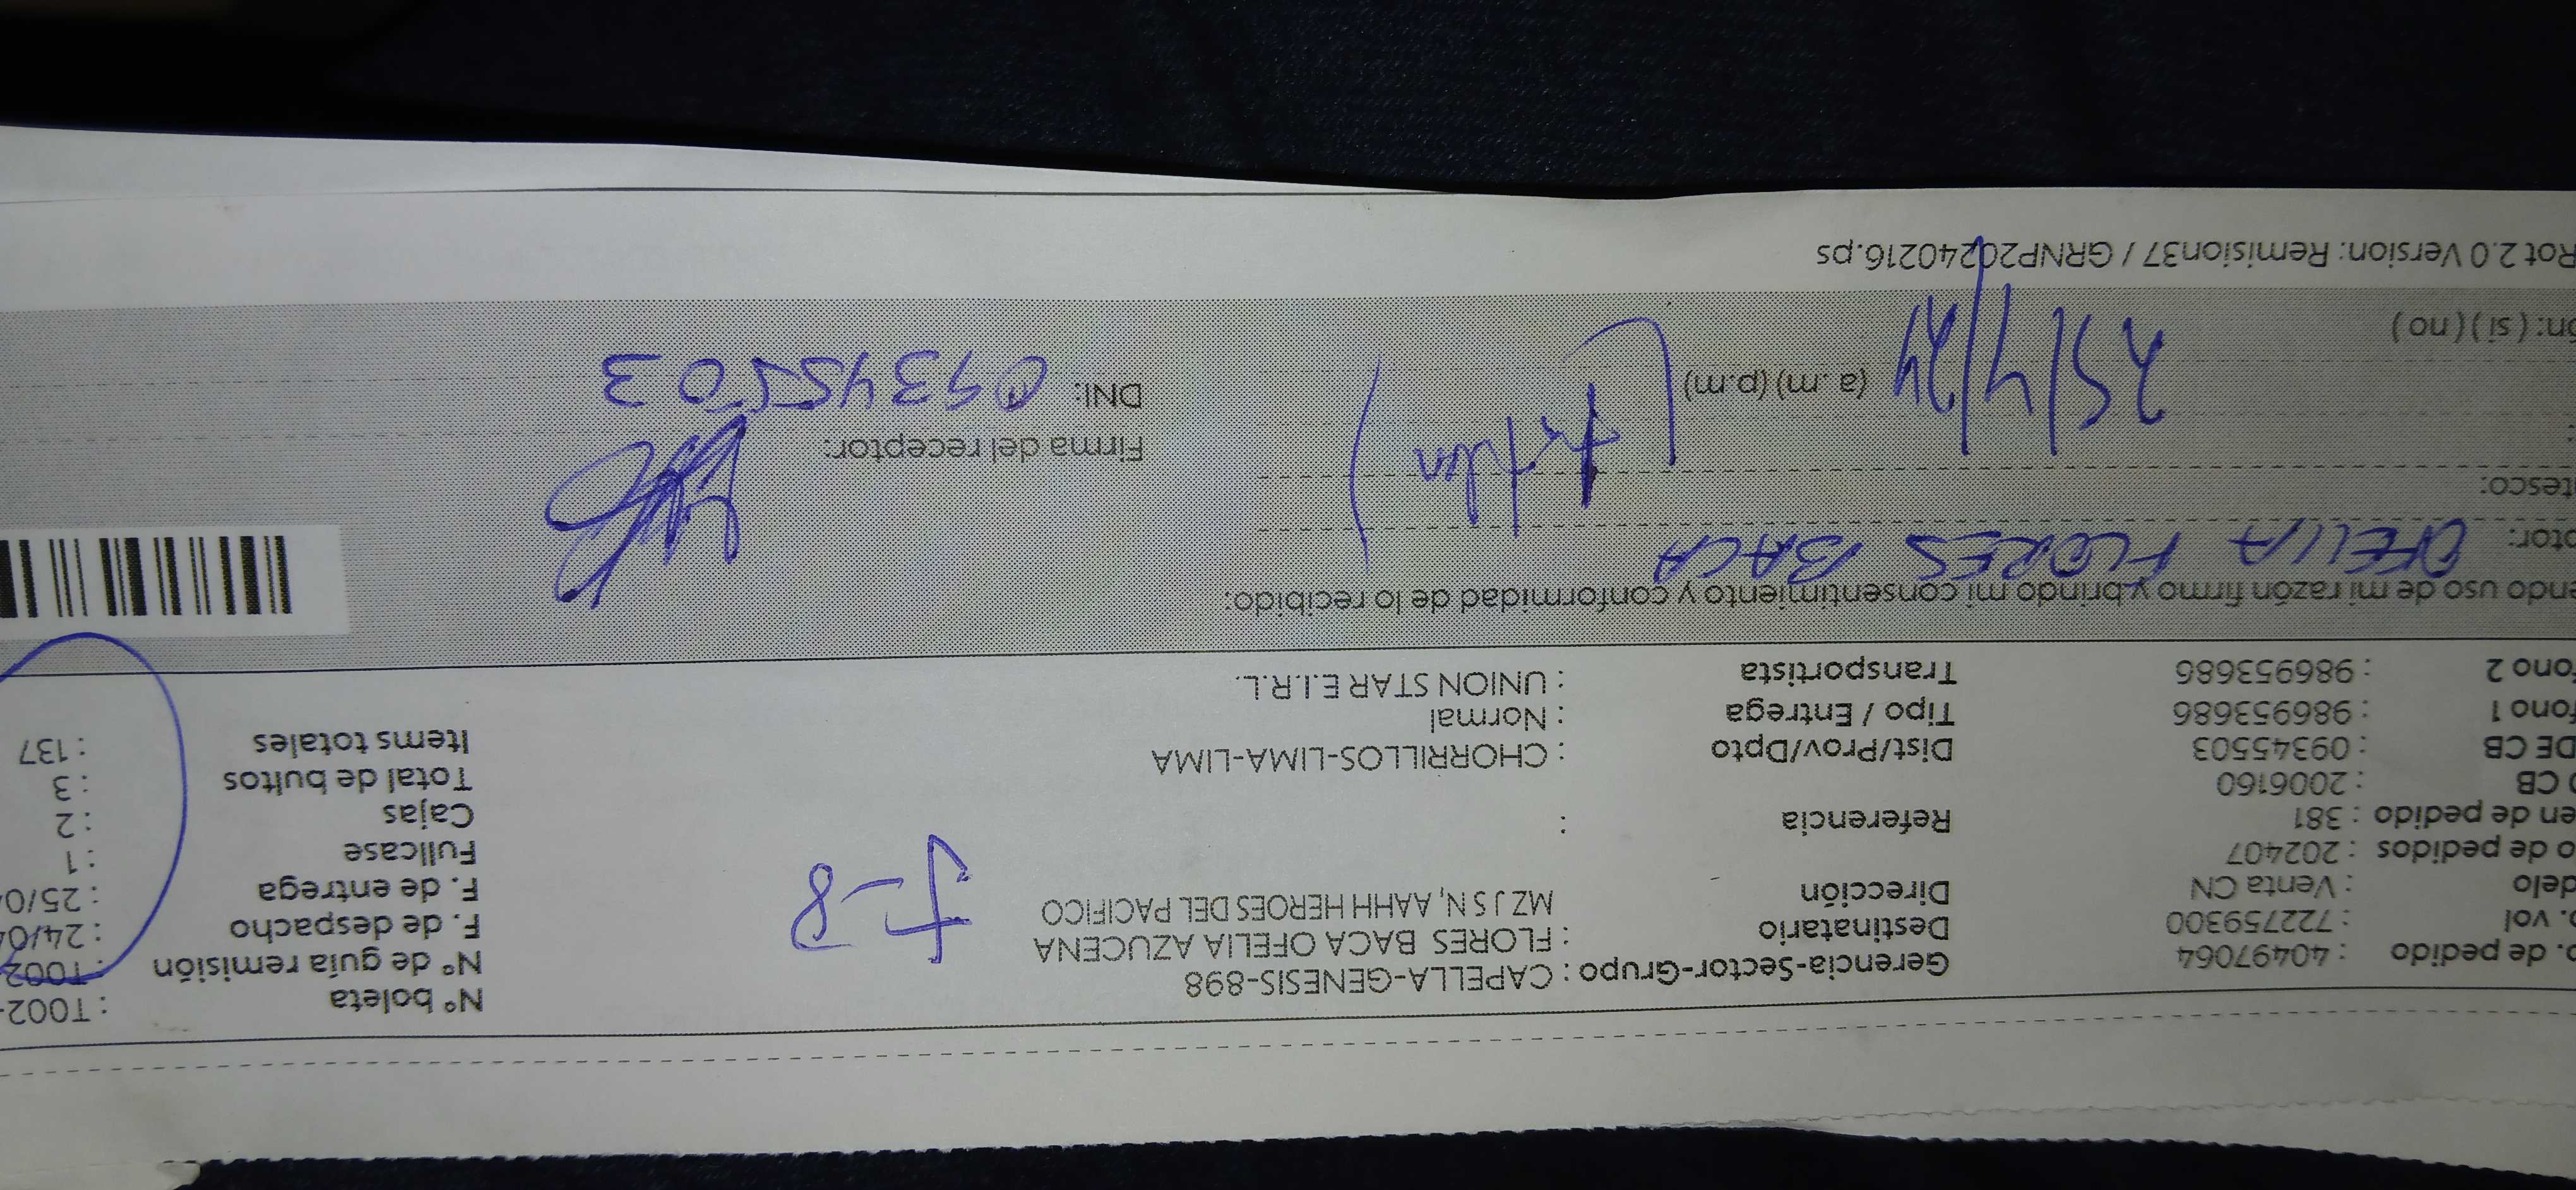 o. de pedido : 40497064 Gerencia-Sector-Grupo : CAPELLA-GENESIS-898 N° boleta : T002-
o. vol : 722759300 Destinatario : FLORES BACA OFELIA AZUCENA N° de guía remisión : T002-
delo : Venta CN Dirección MZ J S N, AAHH HEROES DEL PACIFICO J-8 F. de despacho : 24/04
o de pedidos : 202407 F. de entrega : 25/0
en de pedido : 381 Referencia : Fullcase : 1
O CB : 2006160 Cajas : 2
DE CB : 09345503 Dist/Prov/Dpto : CHORRILLOS-LIMA-LIMA Total de bultos : 3
fono 1 : 986953686 Tipo / Entrega : Normal Items totales : 137
fono 2 : 986953686 Transportista : UNION STAR E.I.R.L.
endo uso de mi razón firmo y brindo mi consentimiento y conformidad de lo recibido:
ptor: OFELIA FLORES BACA
tesco:
Firma del receptor:
25/4/24 (a. m) (p.m) DNI: 09345503
ón: ( si ) ( no )
Rot 2.0 Version: Remision37 / GRNP20240216.ps